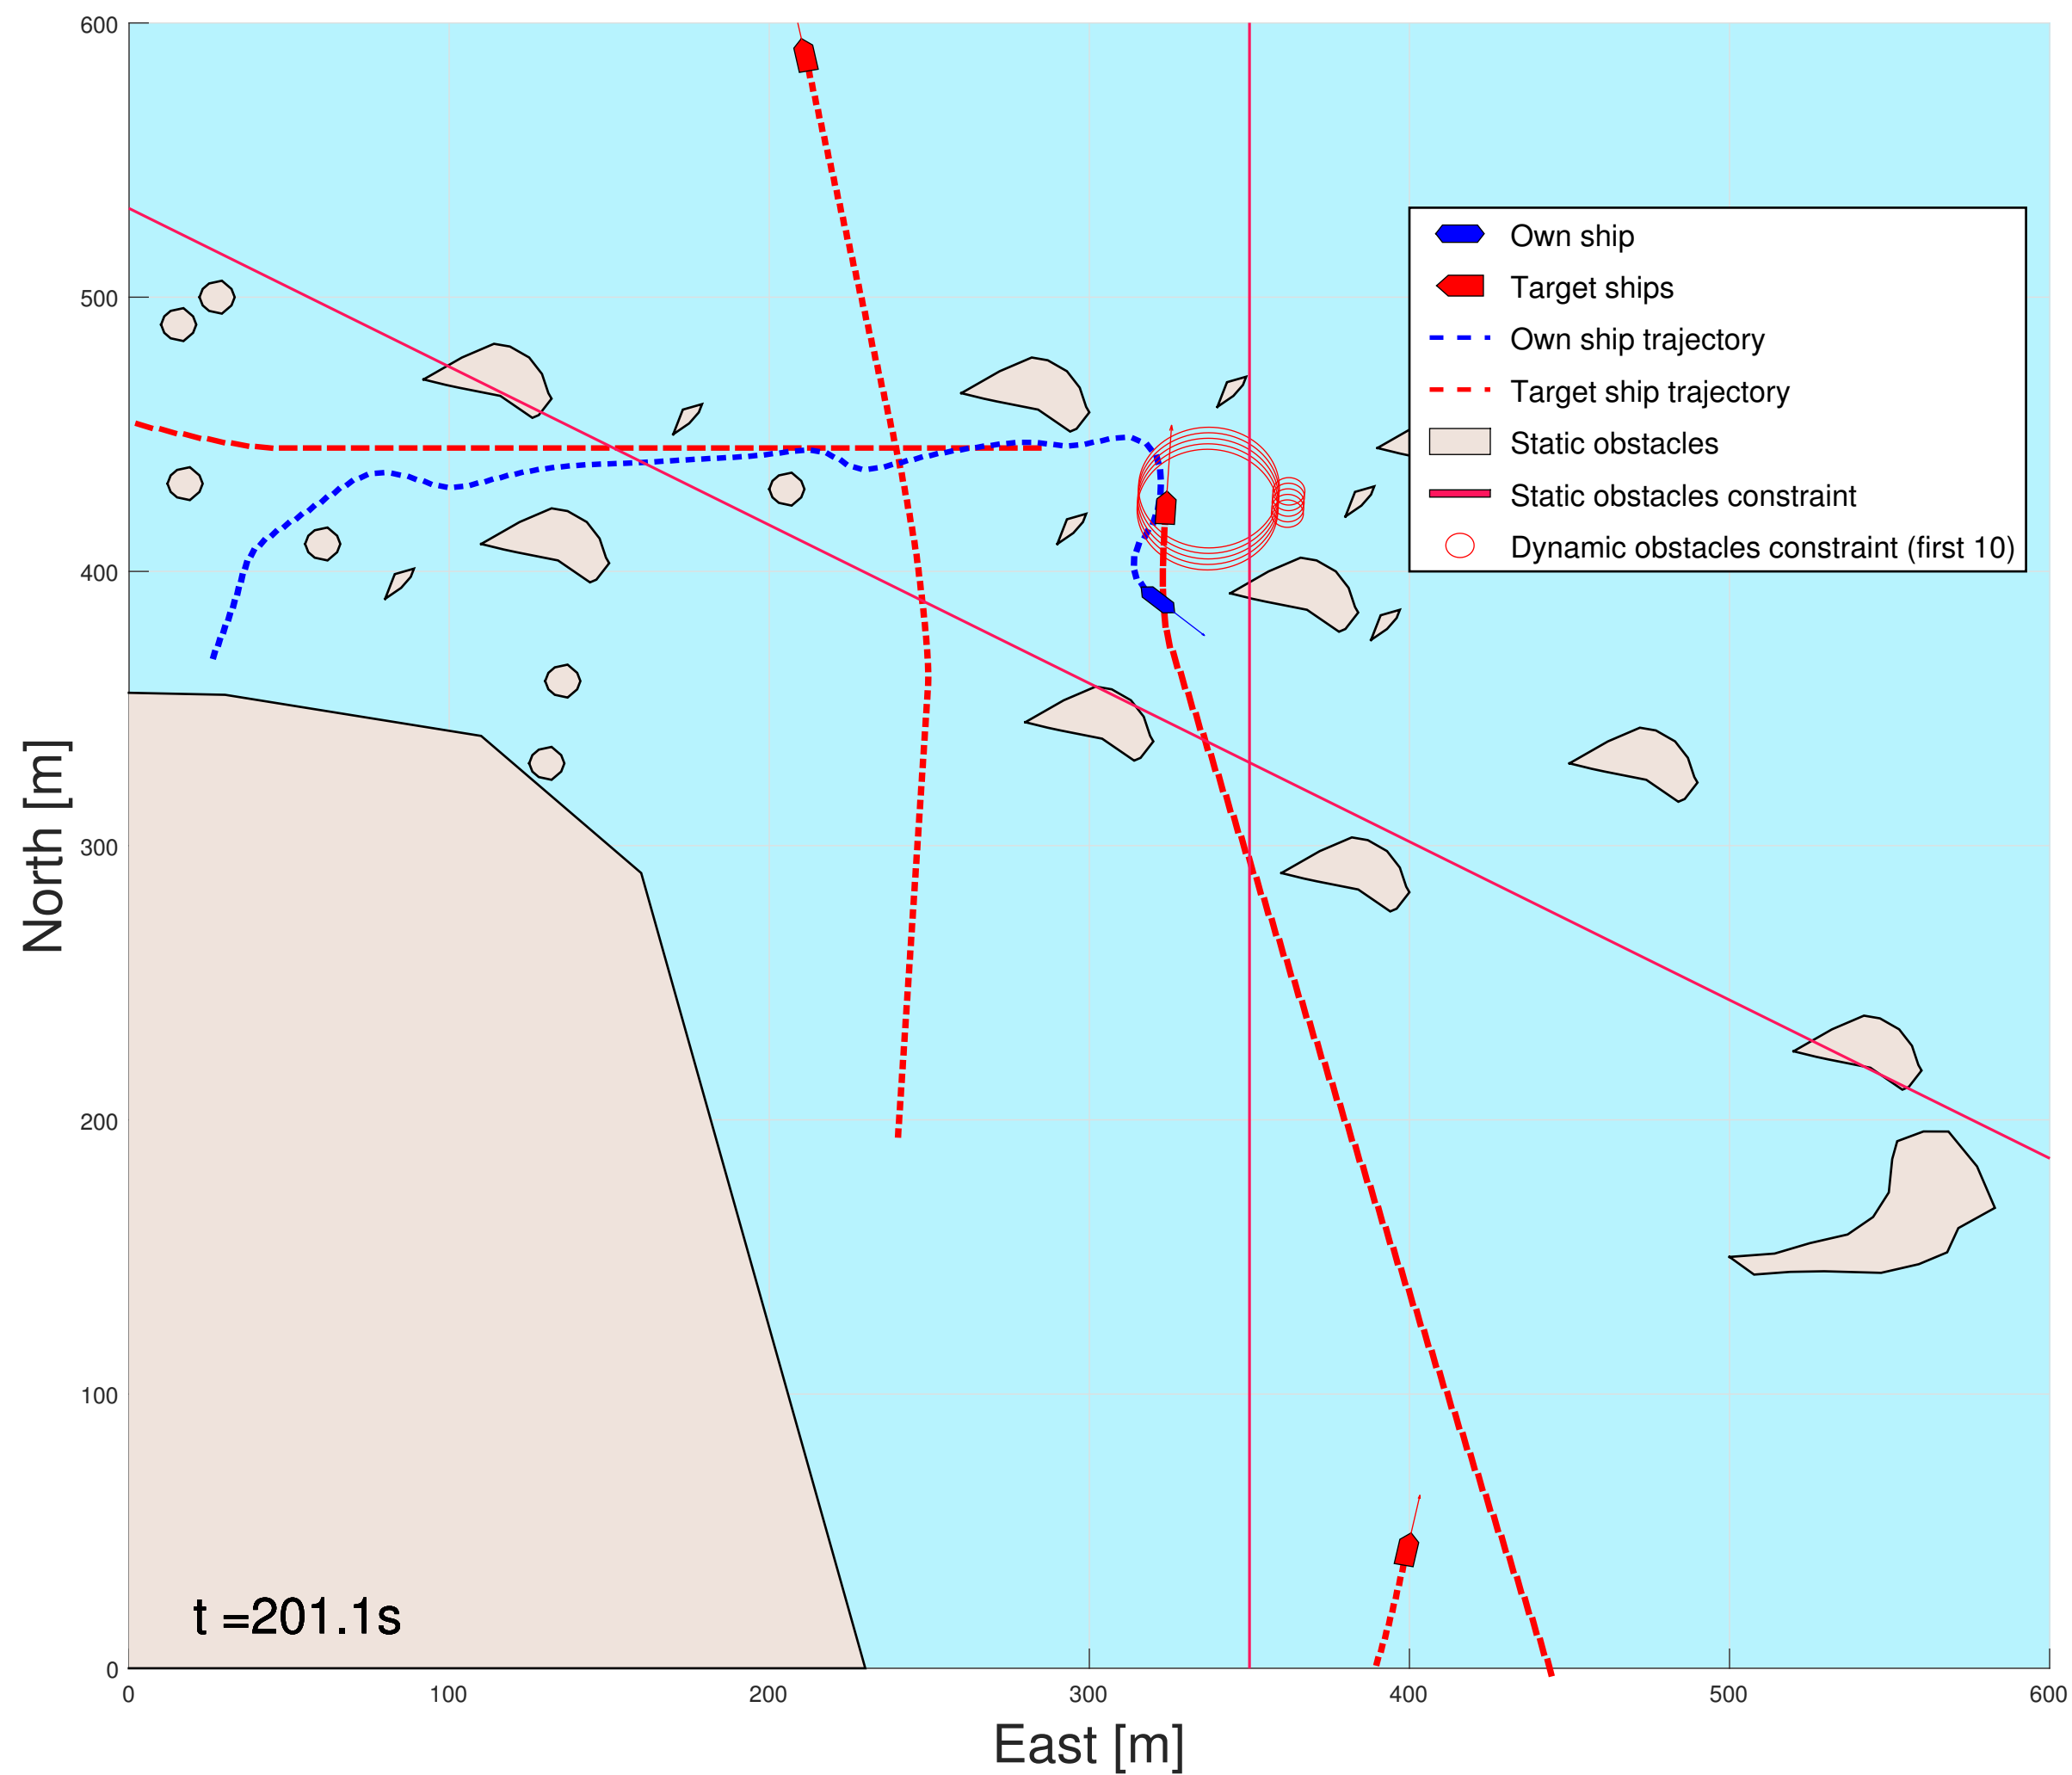 600
500
400
300
200
100
0
0
100
200
300
400
500
600
North [m]
East [m]
t =201.1s
Own ship
Target ships
Own ship trajectory
Target ship trajectory
Static obstacles
Static obstacles constraint
Dynamic obstacles constraint (first 10)